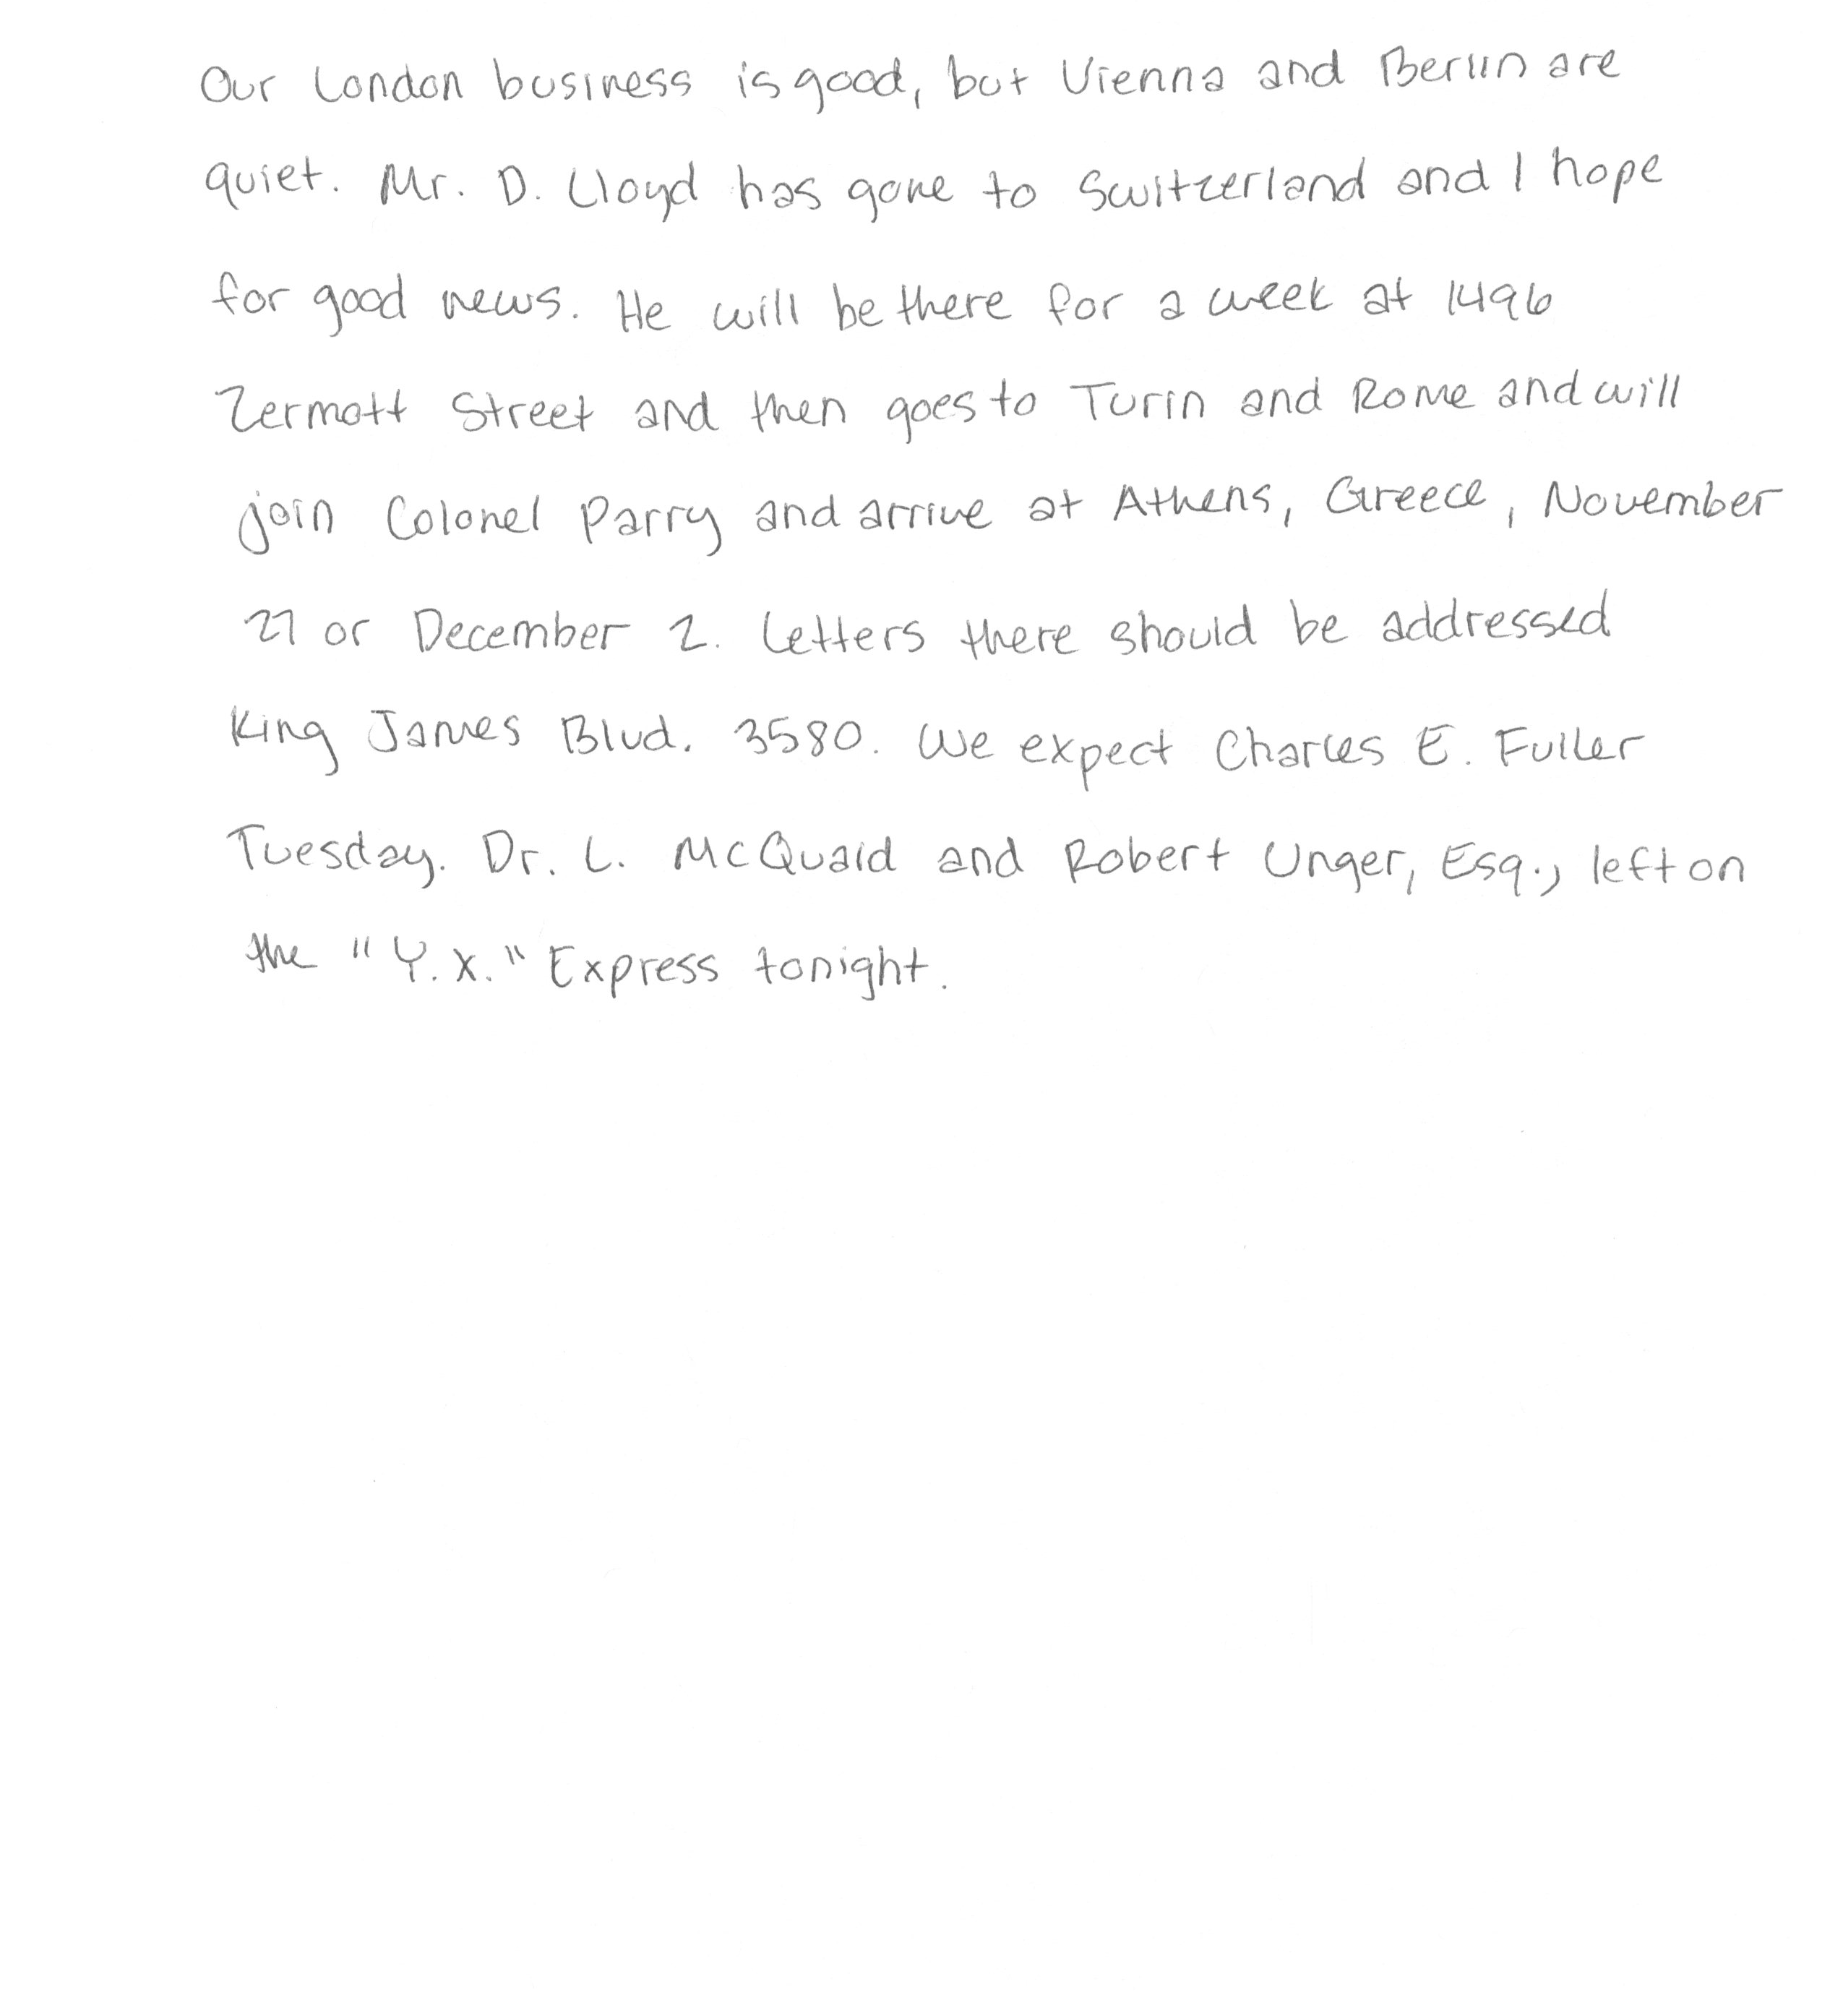 Our London business is good, but Vienna and Berlin are
quiet. Mr. D. Lloyd has gone to Switzerland and I hope
for good news. He will be there for a week at 1496
Zermott Street and then goes to Turin and Rome and will
join Colonel Parry and arrive at Athens, Greece, November
27 or December 2. Letters there should be addressed
King James Blvd. 3580. We expect Charles E. Fuller
Tuesday. Dr. L. McQuaid and Robert Unger, Esq., left on
the "Y.X." Express tonight.